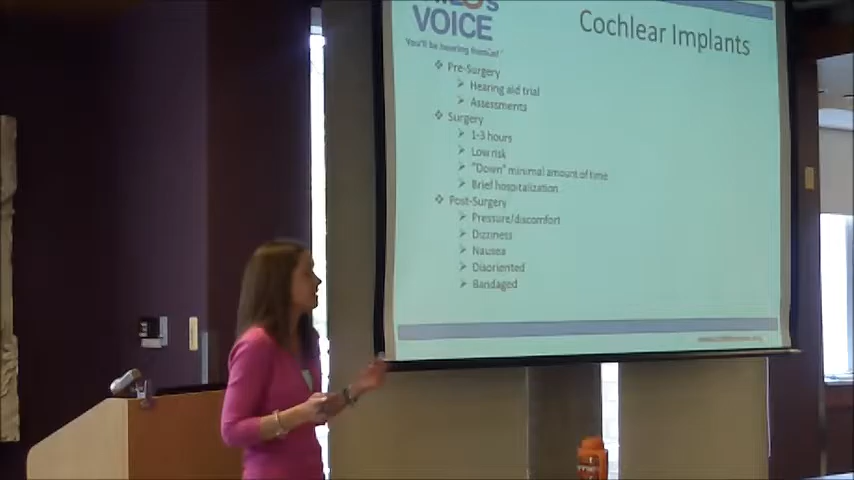 VOICE
Cochlear Implants
You'll be hearing from us!
Pre-Surgery
Hearing aid trial
Assessments
Surgery
1-3 hours
Low risk
"Down" minimal amount of time
Brief hospitalization
Post-Surgery
Pressure/discomfort
Dizziness
Nausea
Disoriented
Bandaged